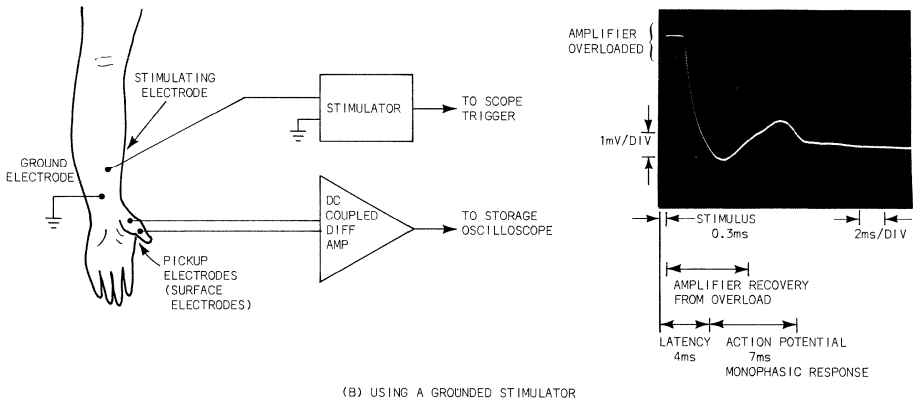 STIMULATING
ELECTRODE
GROUND
ELECTRODE
STIMULATOR
TO SCOPE
TRIGGER
DC
COUPLED
DIFF
AMP
TO STORAGE
OSCILLOSCOPE
PICKUP
ELECTRODES
(SURFACE
ELECTRODES)
AMPLIFIER
OVERLOADED
1mV/DIV
STIMULUS
0.3ms
2ms/DIV
AMPLIFIER RECOVERY
FROM OVERLOAD
LATENCY
4ms
ACTION POTENTIAL
7ms
MONOPHASIC RESPONSE
(B) USING A GROUNDED STIMULATOR